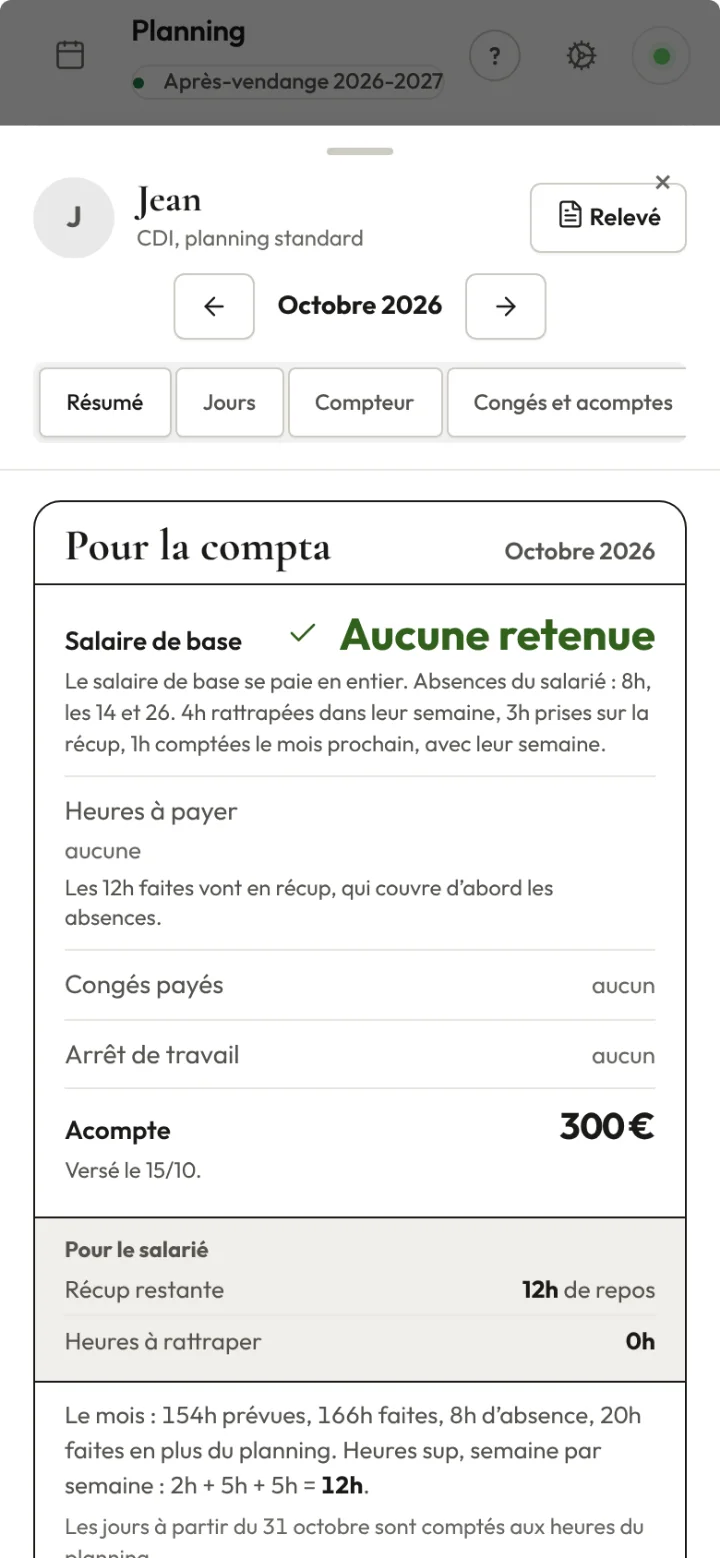 Planning
Après-vendange 2026-2027
?
J
Jean
CDI, planning standard
×
Relevé
← Octobre 2026 →
Résumé Jours Compteur Congés et acomptes
Pour la compta Octobre 2026
Salaire de base ✓ Aucune retenue
Le salaire de base se paie en entier. Absences du salarié : 8h,
les 14 et 26. 4h rattrapées dans leur semaine, 3h prises sur la
récup, 1h comptées le mois prochain, avec leur semaine.
Heures à payer
aucune
Les 12h faites vont en récup, qui couvre d’abord les
absences.
Congés payés aucun
Arrêt de travail aucun
Acompte 300 €
Versé le 15/10.
Pour le salarié
Récup restante 12h de repos
Heures à rattraper 0h
Le mois : 154h prévues, 166h faites, 8h d’absence, 20h
faites en plus du planning. Heures sup, semaine par
semaine : 2h + 5h + 5h = 12h.
Les jours à partir du 31 octobre sont comptés aux heures du
planning.